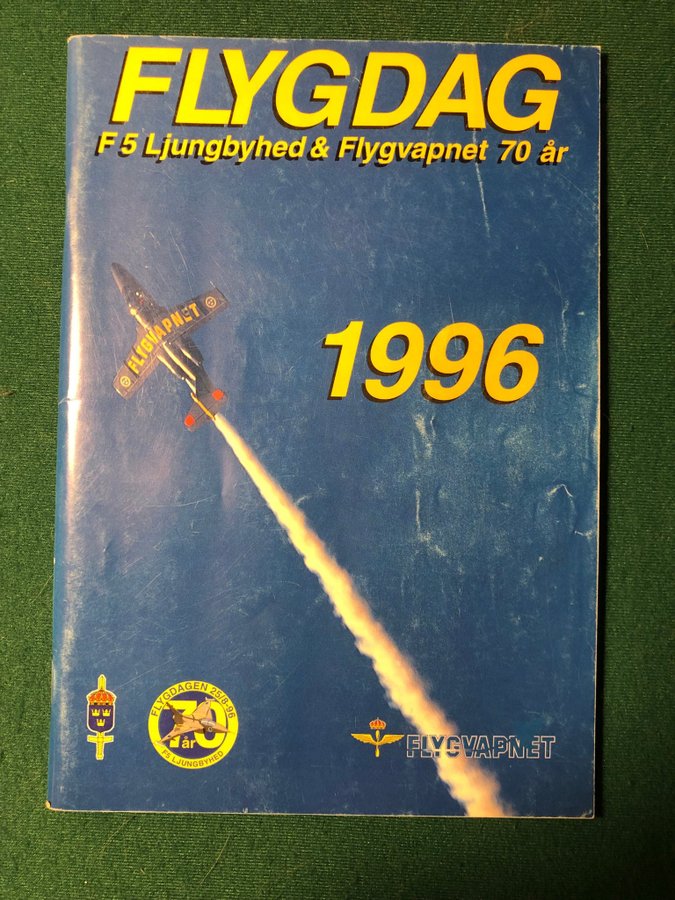 FLYGDAG
F 5 Ljungbyhed & Flygvapnet 70 år
1996
FLYGVAPNET
FLYGDAGEN 25/8-96
70
år
F5 LJUNGBYHED
FLYGVAPNET